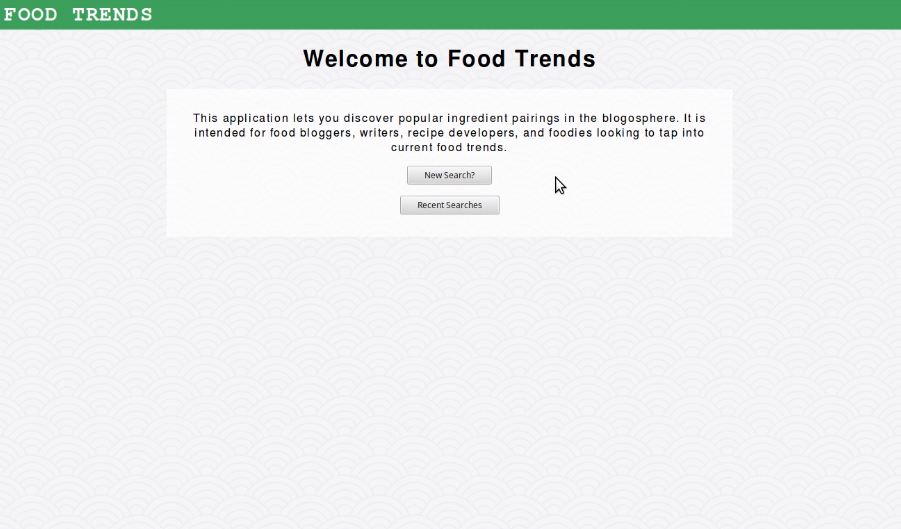 FOOD TRENDS
Welcome to Food Trends
This application lets you discover popular ingredient pairings in the blogosphere. It is
intended for food bloggers, writers, recipe developers, and foodies looking to tap into
current food trends.
New Search?
Recent Searches